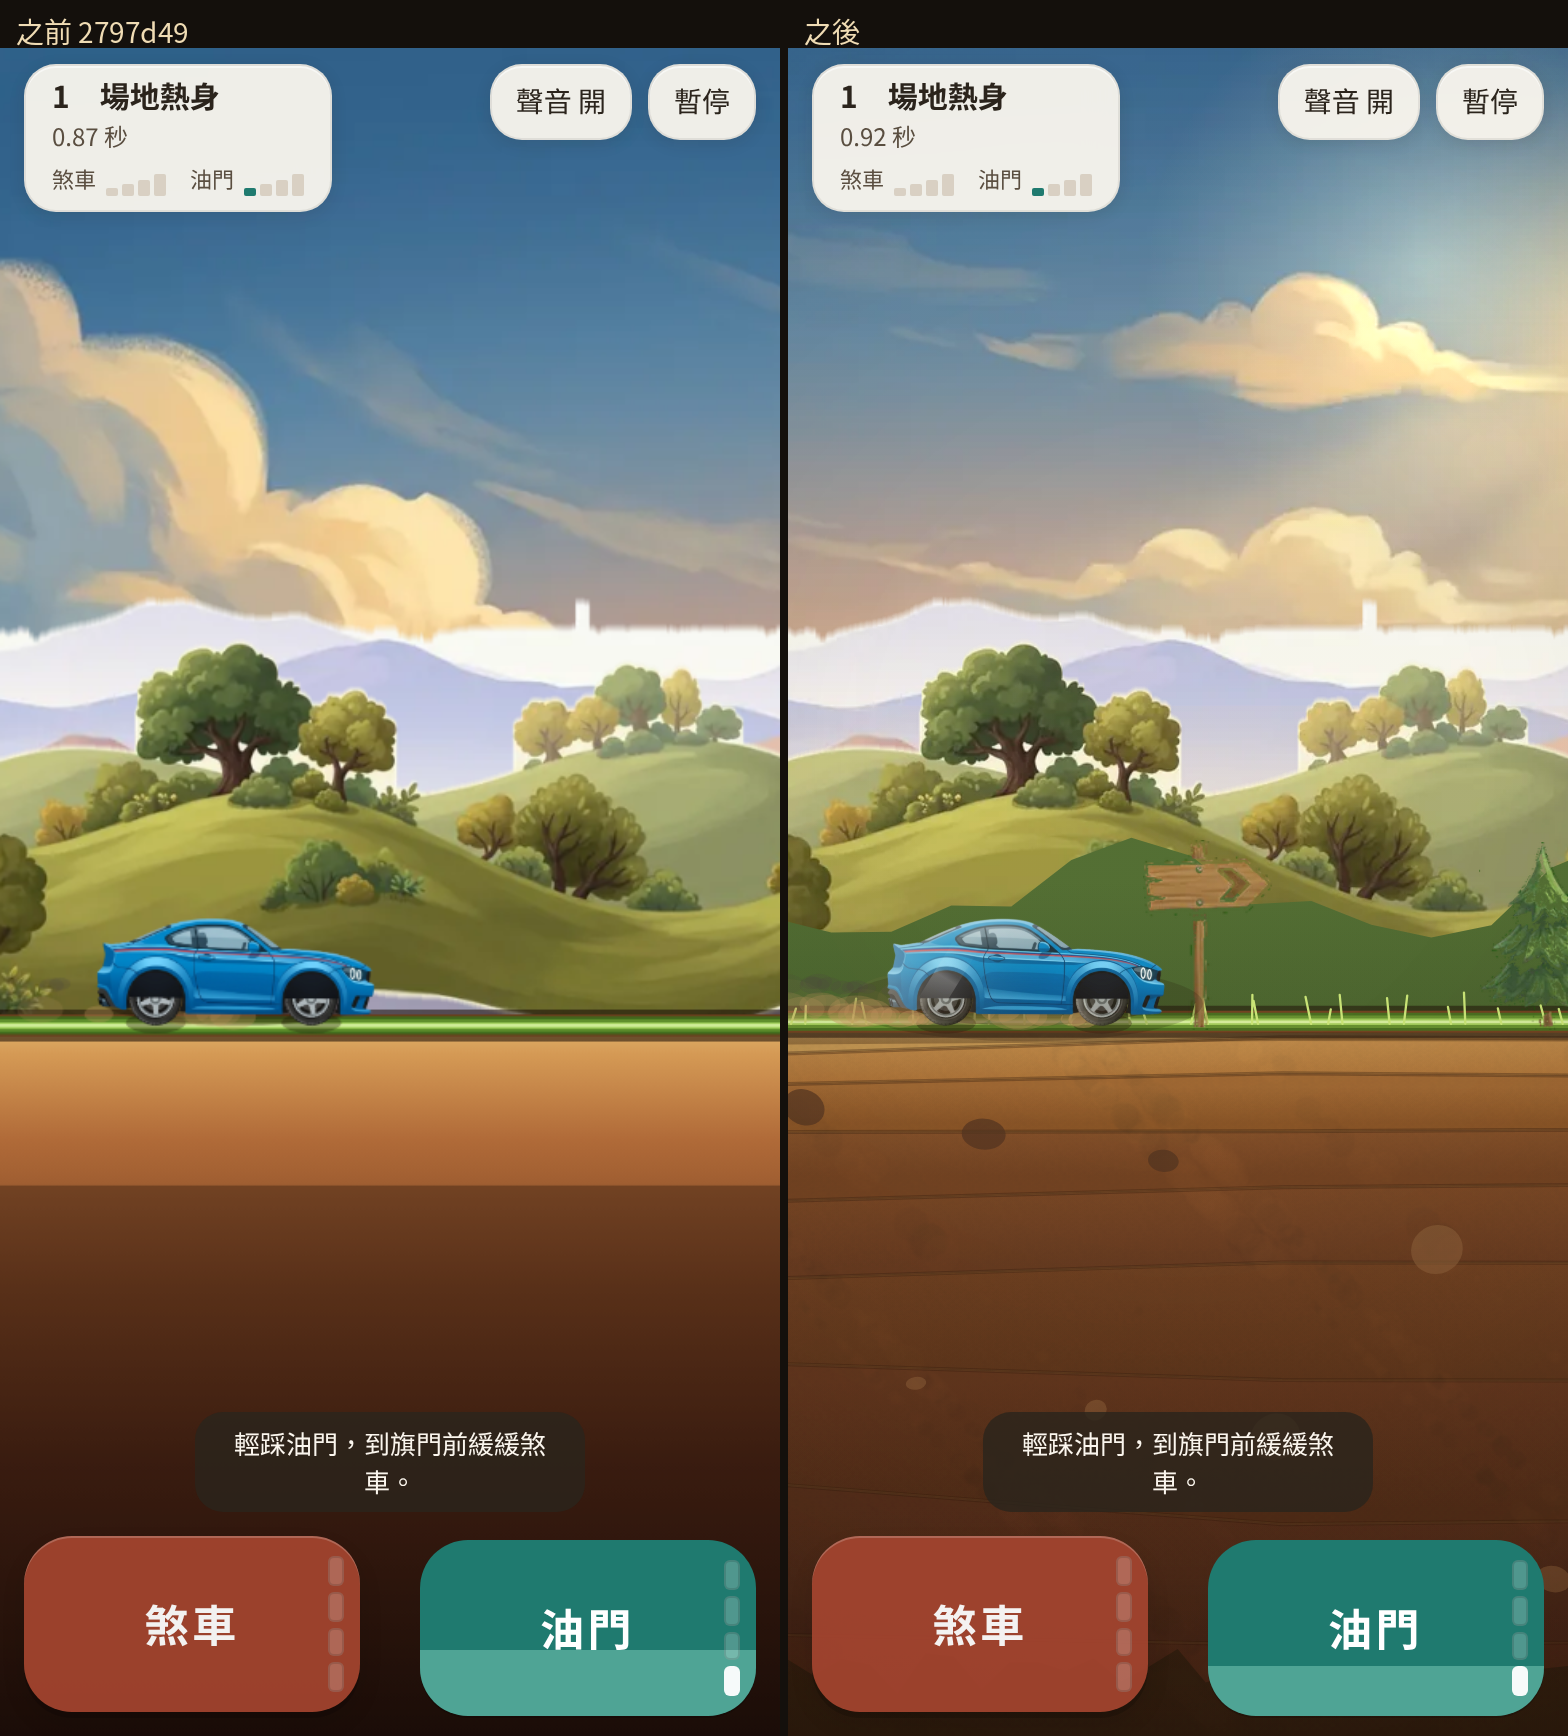 之前 2797d49
1 場地熱身
0.87 秒
煞車 油門
聲音 開
暫停
輕踩油門，到旗門前緩緩煞
車。
煞車
油門
之後
1 場地熱身
0.92 秒
煞車 油門
聲音 開
暫停
輕踩油門，到旗門前緩緩煞
車。
煞車
油門